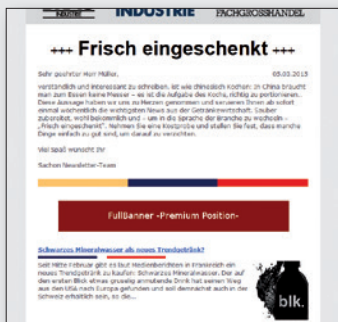 INDUSTRIE INDUSTRIE FACHGROSSHANDEL
+++ Frisch eingeschenkt +++
Sehr geehrter Herr Müller, 05.03.2013
verständlich und interessant zu schreiben, ist wie chinesisch Kochen: In China braucht
man zum Essen keine Messer – es ist die Aufgabe des Kochs, richtig zu portionieren.
Diese Aussage haben wir uns zu Herzen genommen und servieren Ihnen ab sofort
einmal wöchentlich die wichtigsten News aus der Getränkewirtschaft. Sauber
zubereitet, wohl bekömmlich und – um in die Sprache der Branche zu wechseln –
„Frisch eingeschenkt“. Nehmen Sie eine Kostprobe und stellen Sie fest, dass manche
Dinge einfach zu gut sind, um darauf zu verzichten.
Viel Spaß wünscht Ihr
Sachon Newsletter-Team
FullBanner -Premium Position-
Schwarzes Mineralwasser als neues Trendgetränk?
Seit Mitte Februar gibt es laut Medienberichten in Frankreich ein
neues Trendgetränk zu kaufen: Schwarzes Mineralwasser. Der auf
den ersten Blick etwas gruselig anmutende Drink hat seinen Weg
aus den USA nach Europa gefunden und soll demnächst auch in der
Schweiz erhältlich sein, so die...
blk.